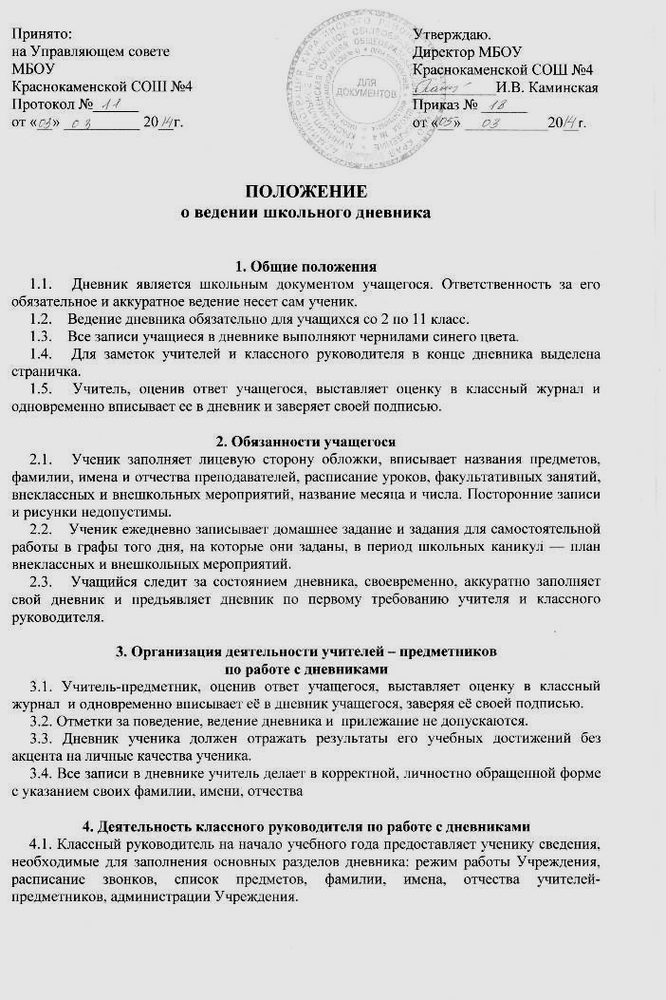 Принято:
на Управляющем совете
МБОУ
Краснокаменской СОШ №4
Протокол № 11
от «03» 03 2014г.
Утверждаю.
Директор МБОУ
Краснокаменской СОШ №4
И.В. Каминская
Приказ № 18
от «05» 03 2014г.
ДЛЯ
ДОКУМЕНТОВ
ПОЛОЖЕНИЕ
о ведении школьного дневника
1. Общие положения
1.1. Дневник является школьным документом учащегося. Ответственность за его
обязательное и аккуратное ведение несет сам ученик.
1.2. Ведение дневника обязательно для учащихся со 2 по 11 класс.
1.3. Все записи учащиеся в дневнике выполняют чернилами синего цвета.
1.4. Для заметок учителей и классного руководителя в конце дневника выделена
страничка.
1.5. Учитель, оценив ответ учащегося, выставляет оценку в классный журнал и
одновременно вписывает ее в дневник и заверяет своей подписью.
2. Обязанности учащегося
2.1. Ученик заполняет лицевую сторону обложки, вписывает названия предметов,
фамилии, имена и отчества преподавателей, расписание уроков, факультативных занятий,
внеклассных и внешкольных мероприятий, название месяца и числа. Посторонние записи
и рисунки недопустимы.
2.2. Ученик ежедневно записывает домашнее задание и задания для самостоятельной
работы в графы того дня, на которые они заданы, в период школьных каникул — план
внеклассных и внешкольных мероприятий.
2.3. Учащийся следит за состоянием дневника, своевременно, аккуратно заполняет
свой дневник и предъявляет дневник по первому требованию учителя и классного
руководителя.
3. Организация деятельности учителей – предметников
по работе с дневниками
3.1. Учитель-предметник, оценив ответ учащегося, выставляет оценку в классный
журнал и одновременно вписывает её в дневник учащегося, заверяя её своей подписью.
3.2. Отметки за поведение, ведение дневника и прилежание не допускаются.
3.3. Дневник ученика должен отражать результаты его учебных достижений без
акцента на личные качества ученика.
3.4. Все записи в дневнике учитель делает в корректной, личностно обращенной форме
с указанием своих фамилии, имени, отчества
4. Деятельность классного руководителя по работе с дневниками
4.1. Классный руководитель на начало учебного года предоставляет ученику сведения,
необходимые для заполнения основных разделов дневника: режим работы Учреждения,
расписание звонков, список предметов, фамилии, имена, отчества учителей-
предметников, администрации Учреждения.